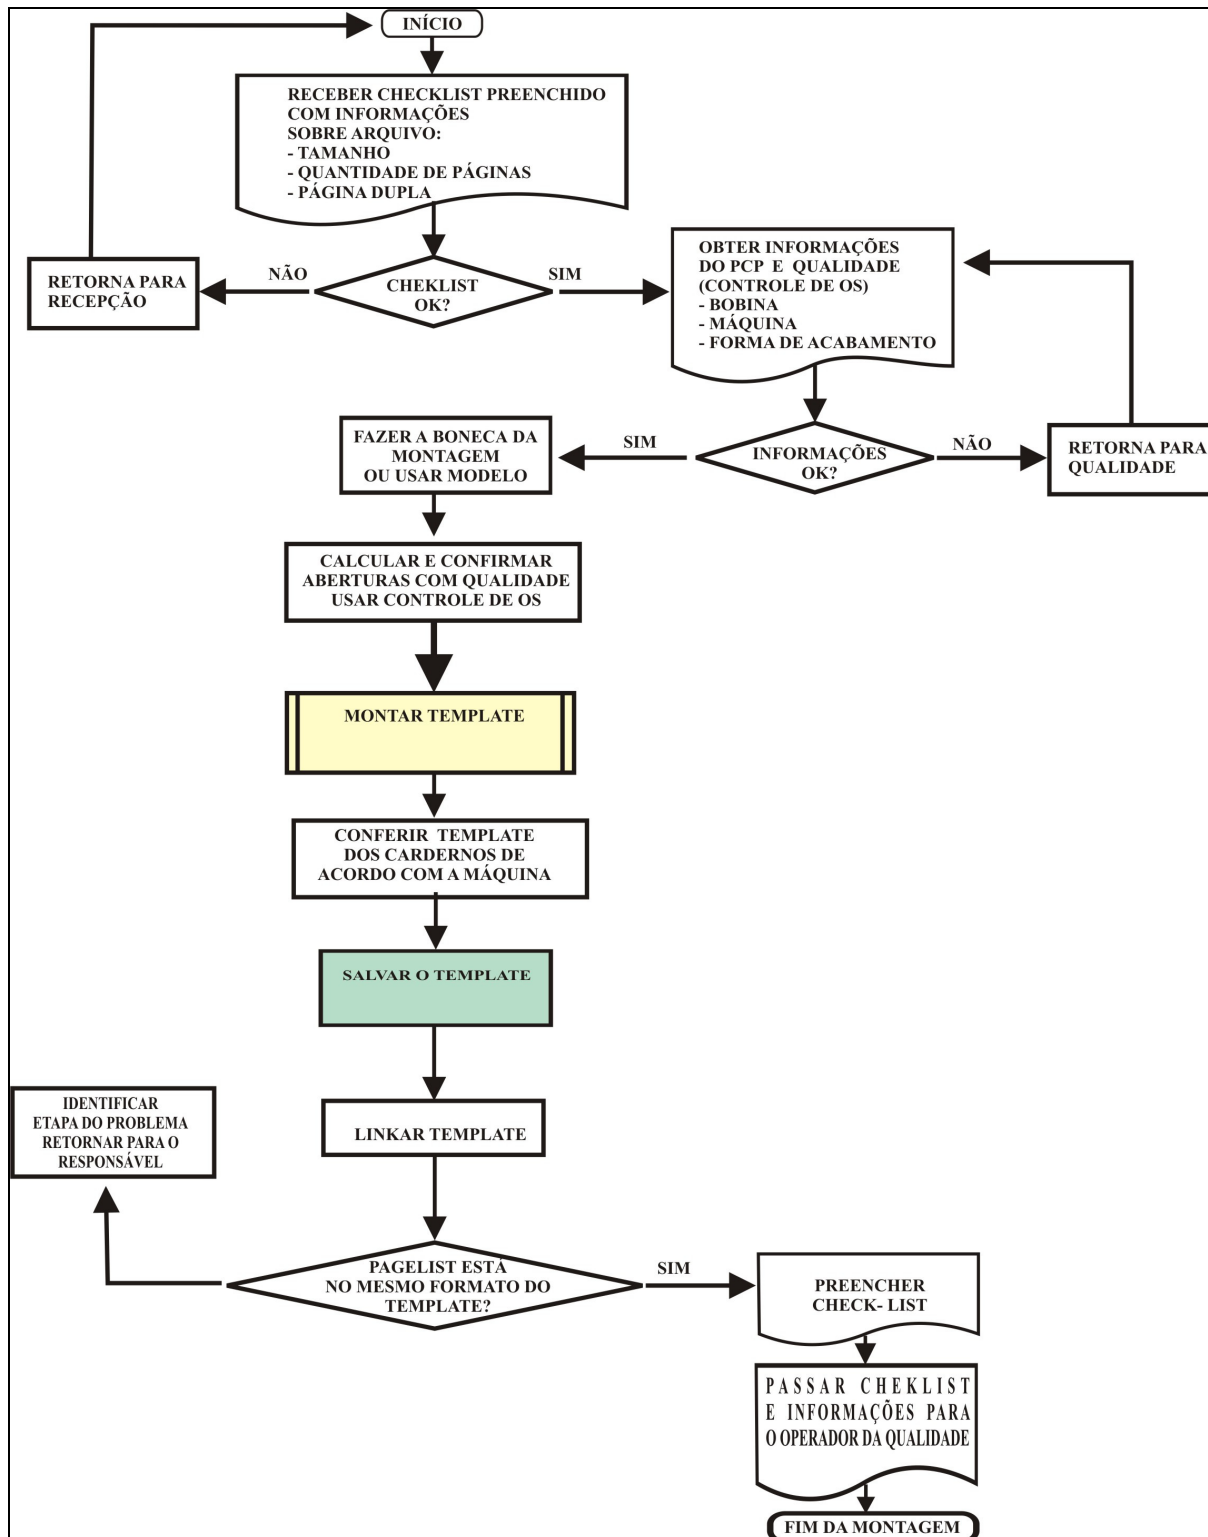 INÍCIO
RECEBER CHECKLIST PREENCHIDO
COM INFORMAÇÕES
SOBRE ARQUIVO:
- TAMANHO
- QUANTIDADE DE PÁGINAS
- PÁGINA DUPLA
RETORNA PARA
RECEPÇÃO
NÃO
CHEKLIST
OK?
SIM
OBTER INFORMAÇÕES
DO PCP E QUALIDADE
(CONTROLE DE OS)
- BOBINA
- MÁQUINA
- FORMA DE ACABAMENTO
FAZER A BONECA DA
MONTAGEM
OU USAR MODELO
SIM
INFORMAÇÕES
OK?
NÃO
RETORNA PARA
QUALIDADE
CALCULAR E CONFIRMAR
ABERTURAS COM QUALIDADE
USAR CONTROLE DE OS
MONTAR TEMPLATE
CONFERIR TEMPLATE
DOS CARDERNOS DE
ACORDO COM A MÁQUINA
SALVAR O TEMPLATE
LINKAR TEMPLATE
IDENTIFICAR
ETAPA DO PROBLEMA
RETORNAR PARA O
RESPONSÁVEL
PAGELIST ESTÁ
NO MESMO FORMATO DO
TEMPLATE?
SIM
PREENCHER
CHECK- LIST
PASSAR CHEKLIST
E INFORMAÇÕES PARA
O OPERADOR DA QUALIDADE
FIM DA MONTAGEM